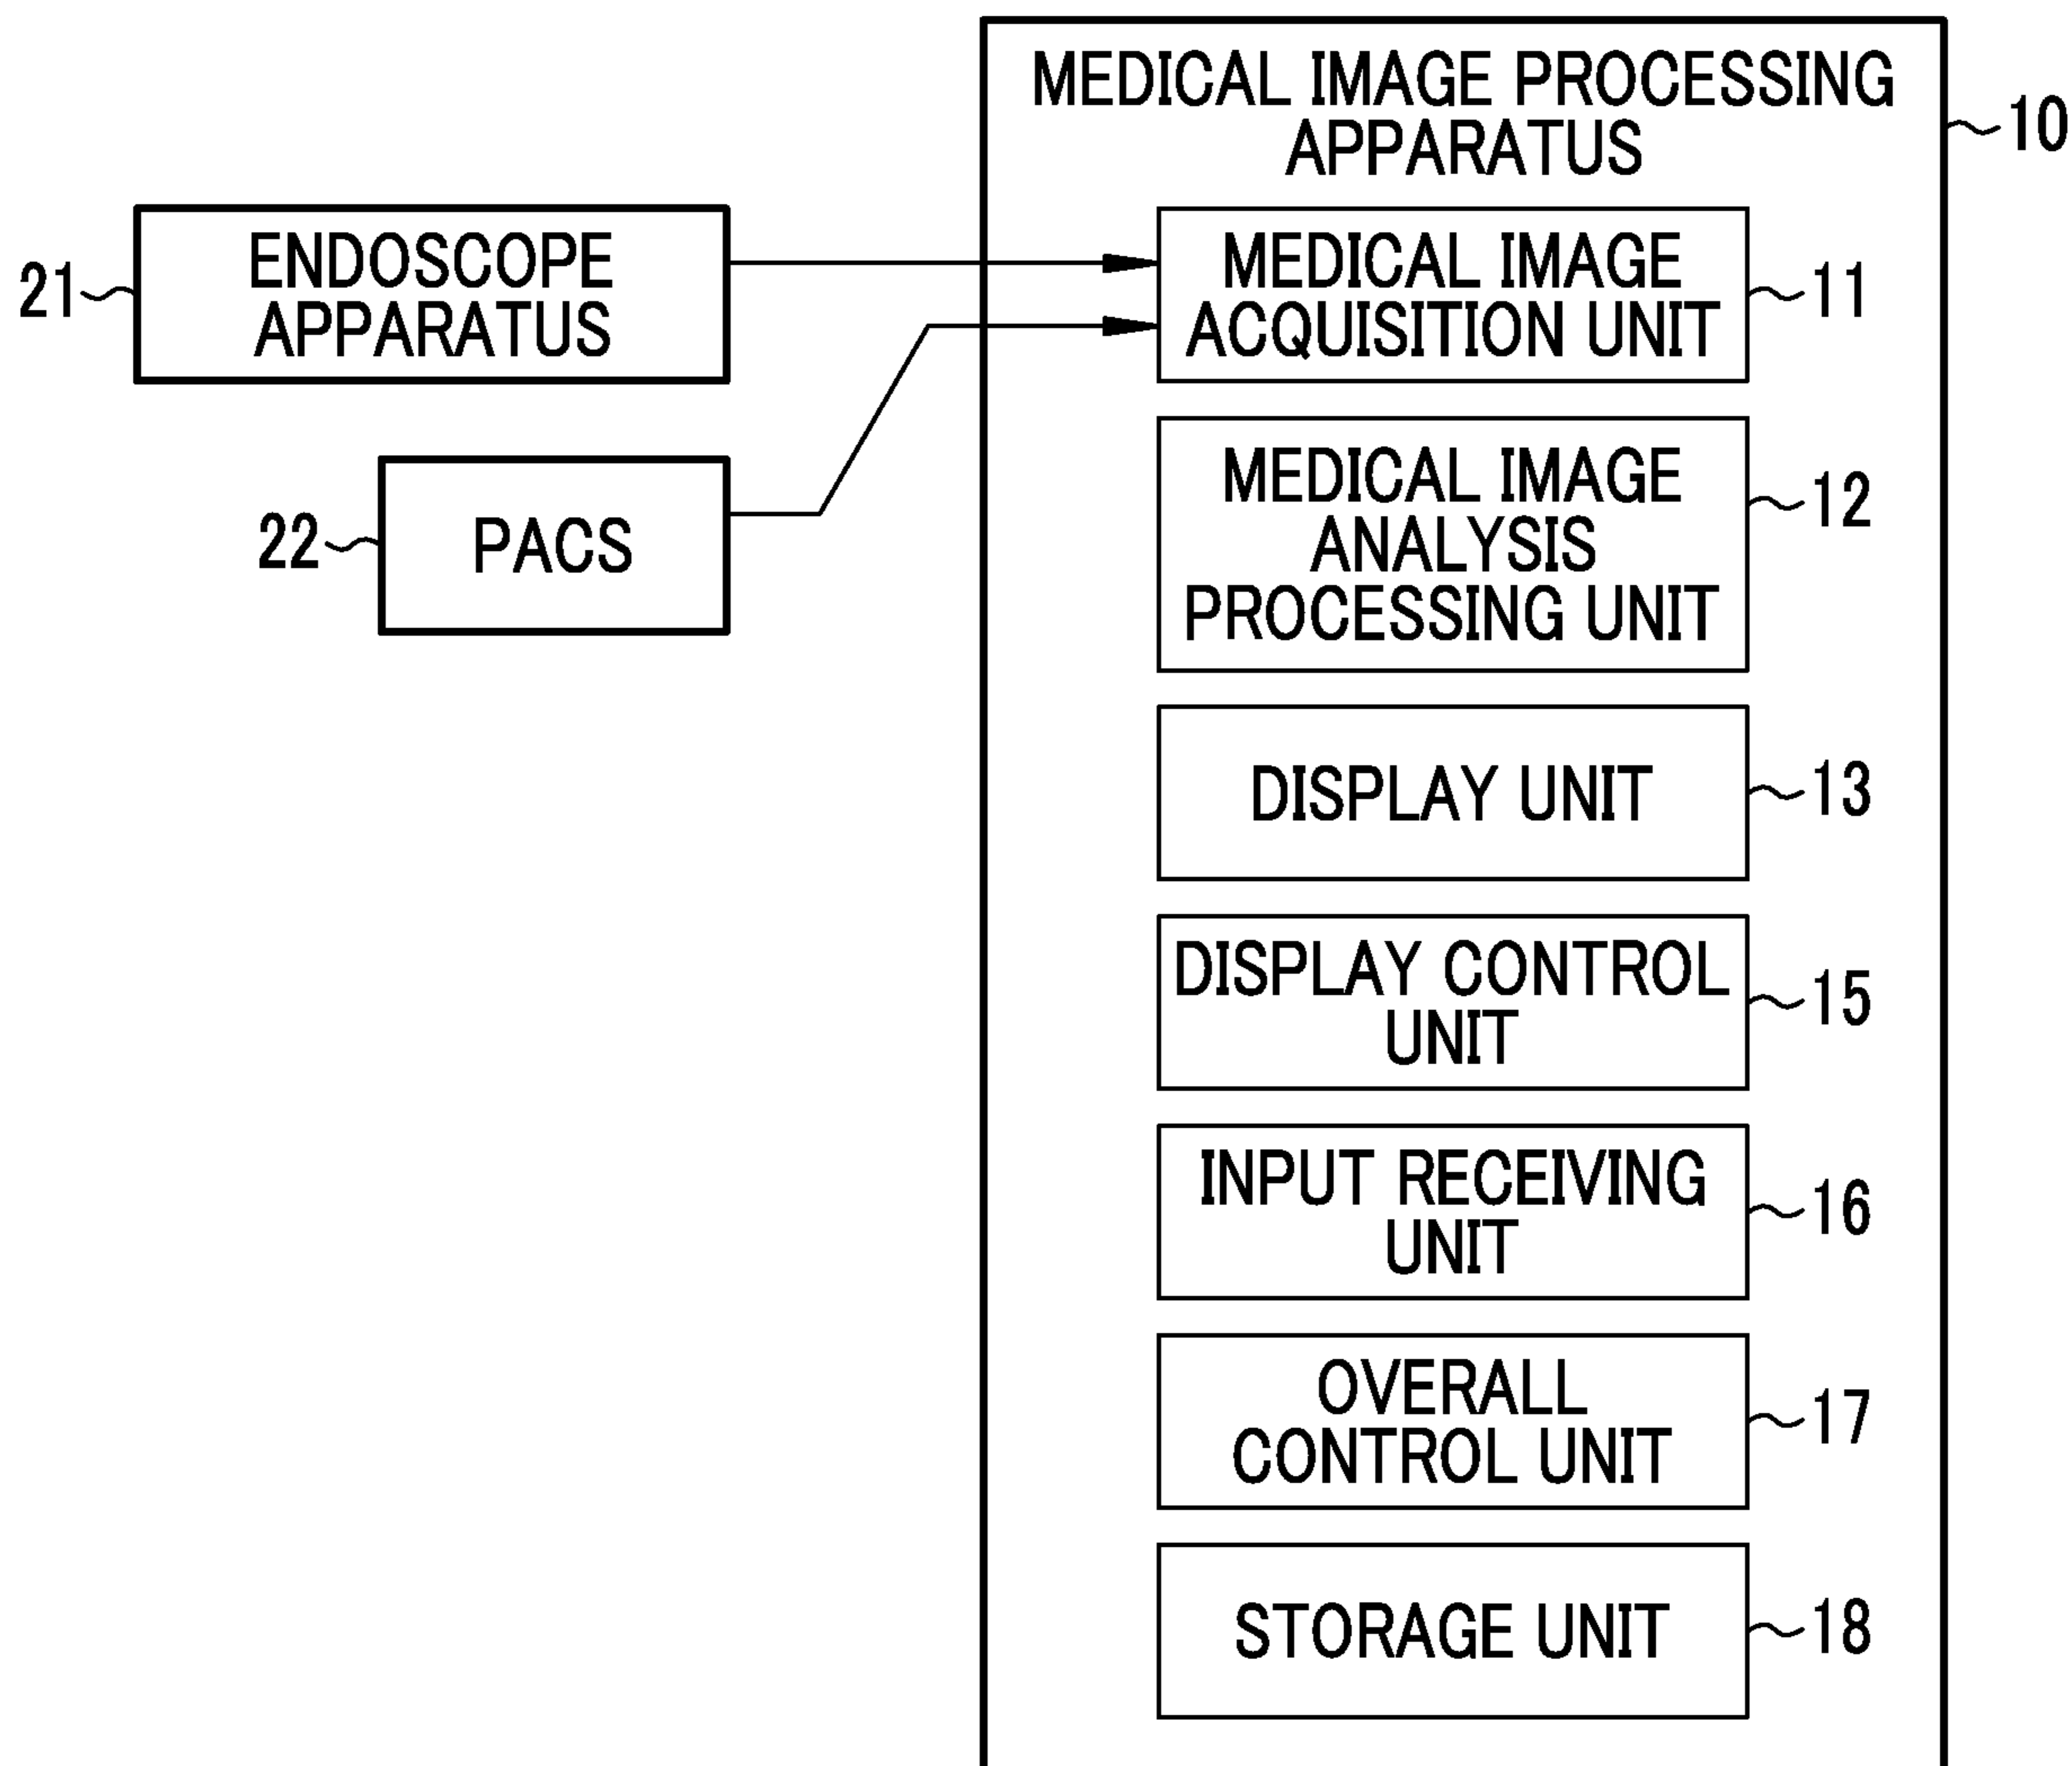 MEDICAL IMAGE PROCESSING
APPARATUS
10
21
ENDOSCOPE
APPARATUS
22
PACS
MEDICAL IMAGE
ACQUISITION UNIT
11
MEDICAL IMAGE
ANALYSIS
PROCESSING UNIT
12
DISPLAY UNIT
13
DISPLAY CONTROL
UNIT
15
INPUT RECEIVING
UNIT
16
OVERALL
CONTROL UNIT
17
STORAGE UNIT
18